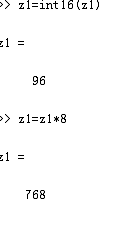 >> z1=int16(z1)
z1 =
96
>> z1=z1*8
z1 =
768